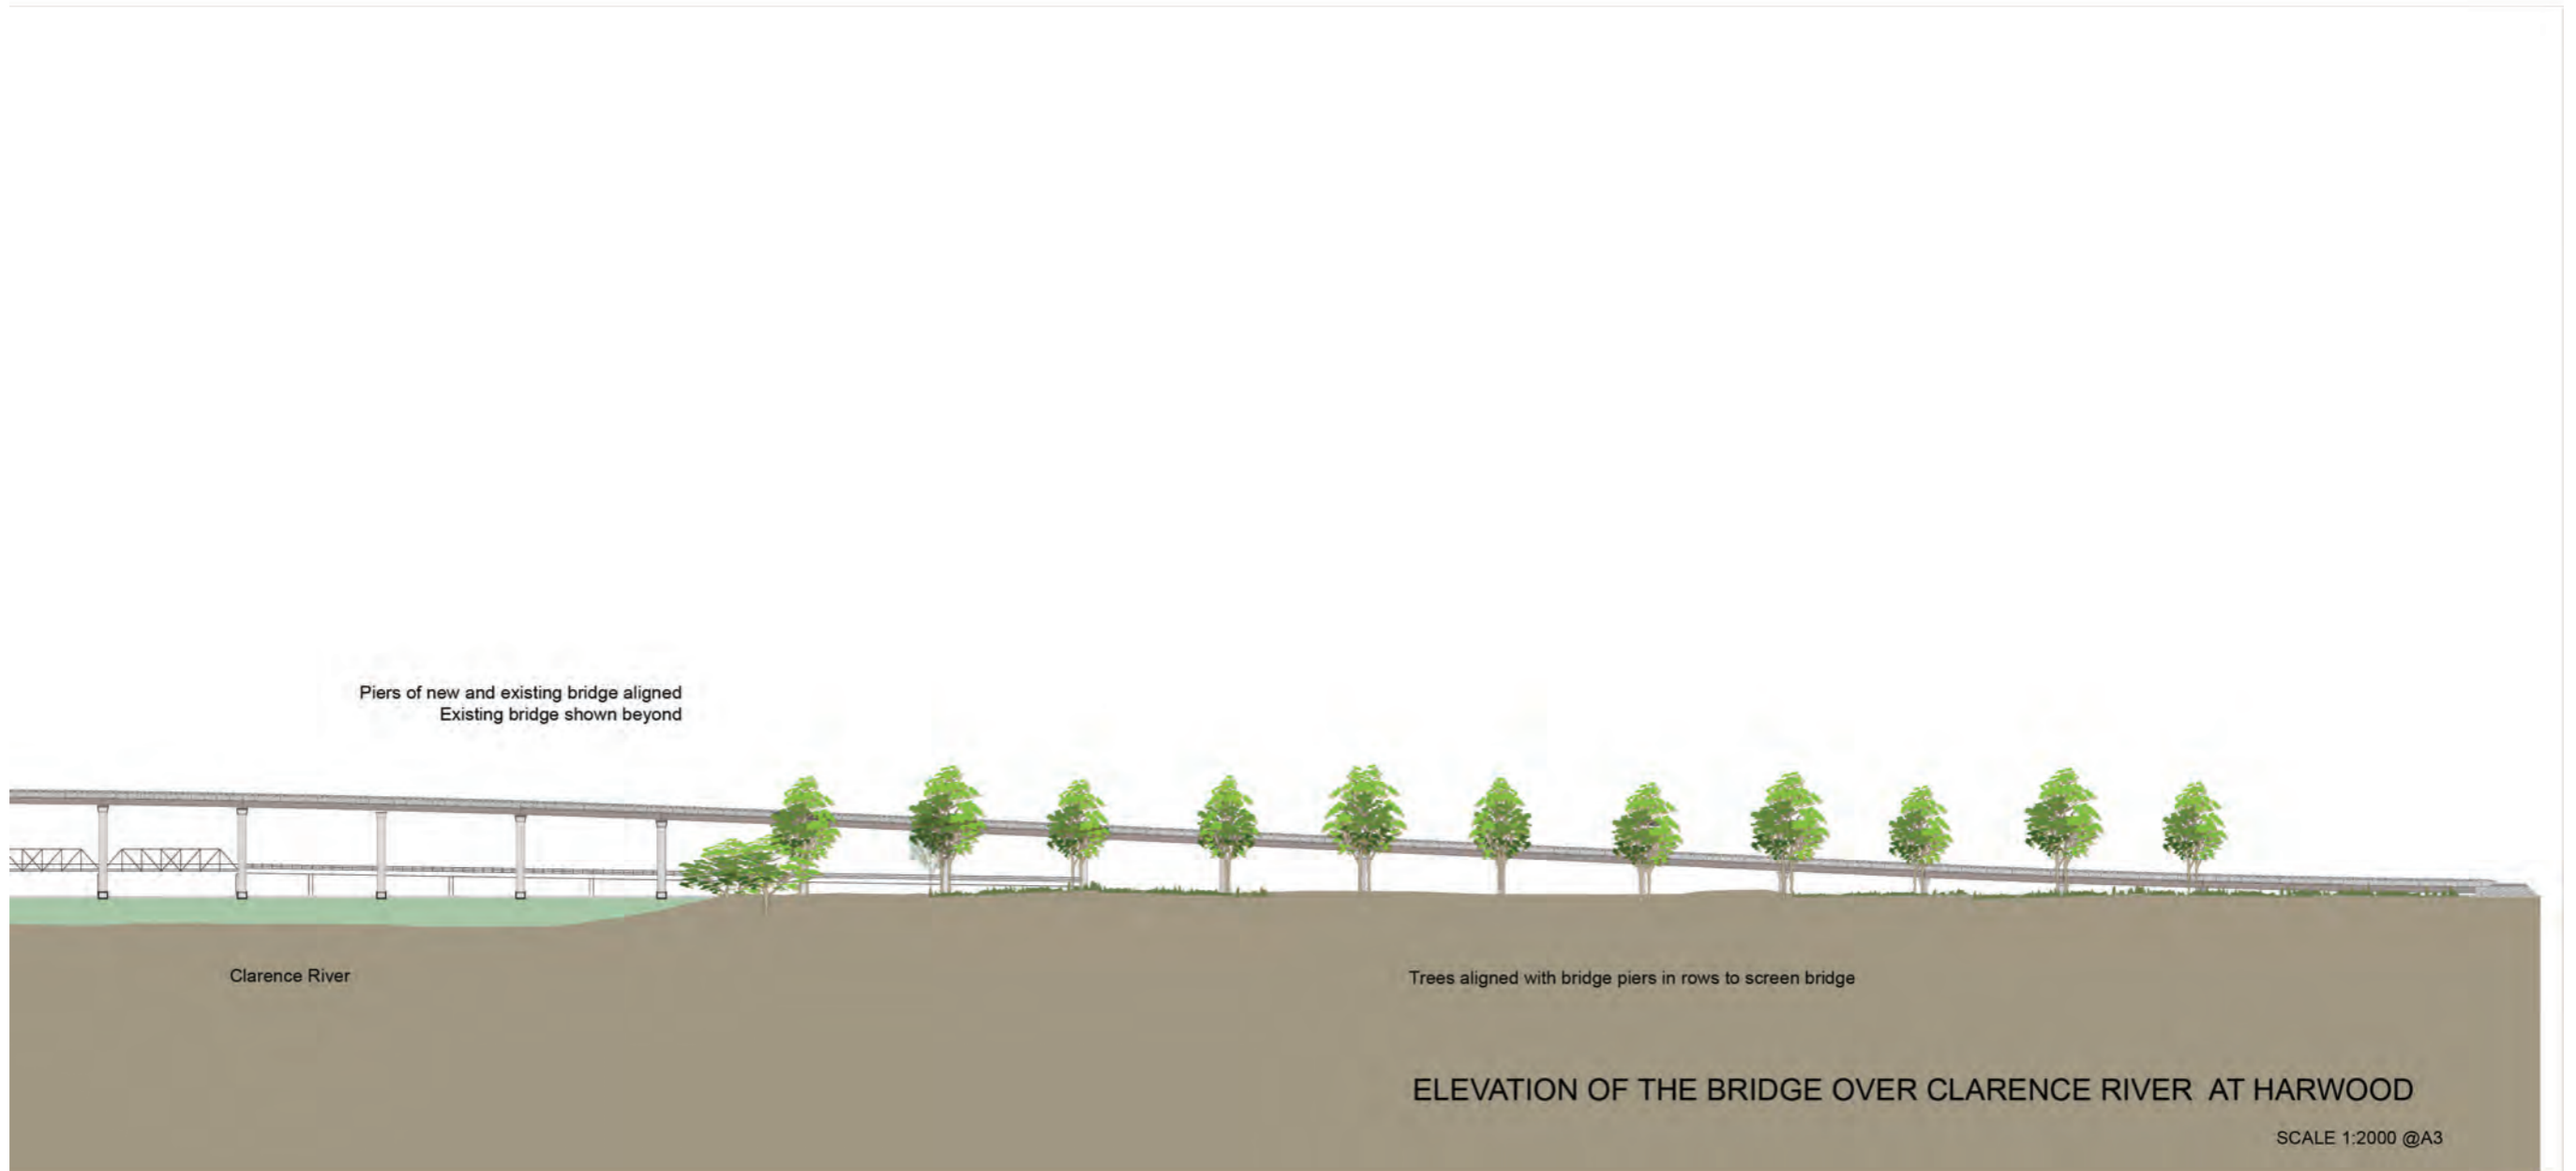 Piers of new and existing bridge aligned
Existing bridge shown beyond
Clarence River
Trees aligned with bridge piers in rows to screen bridge
ELEVATION OF THE BRIDGE OVER CLARENCE RIVER AT HARWOOD
SCALE 1:2000 @A3